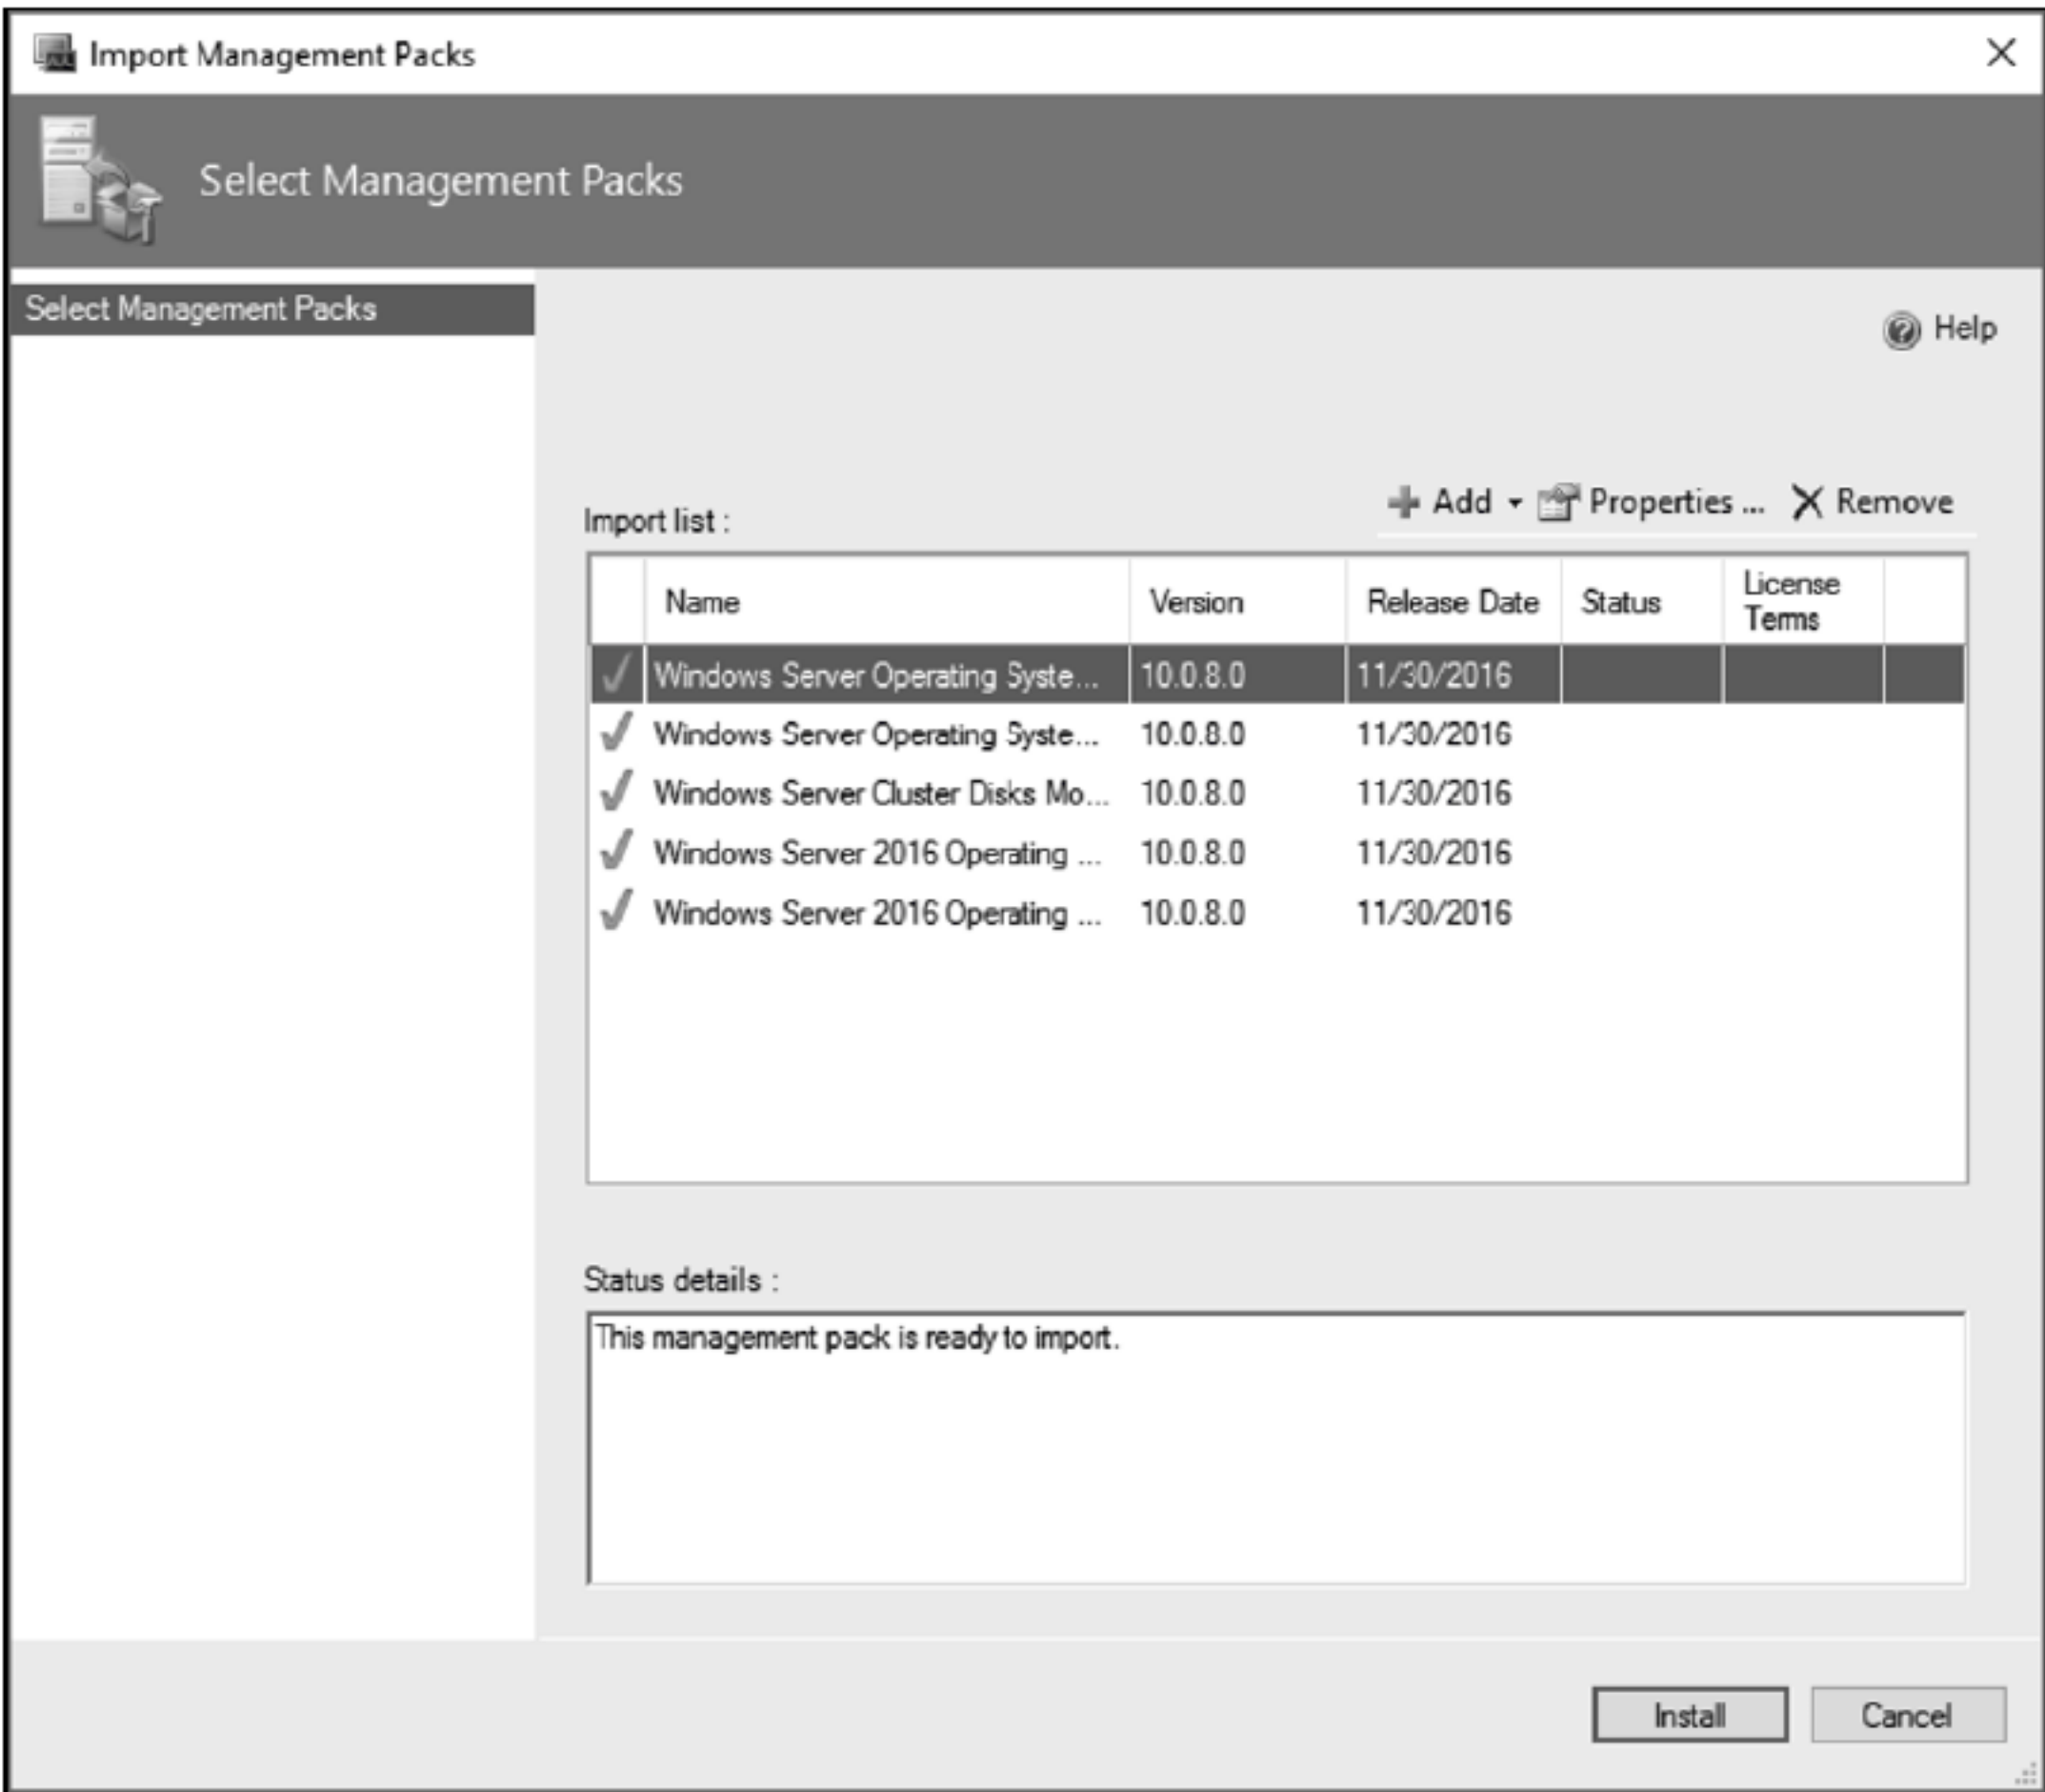 Import Management Packs
Select Management Packs
Select Management Packs
Help
Add Properties ... Remove
Import list :
Name Version Release Date Status License Terms
Windows Server Operating Syste... 10.0.8.0 11/30/2016
Windows Server Operating Syste... 10.0.8.0 11/30/2016
Windows Server Cluster Disks Mo... 10.0.8.0 11/30/2016
Windows Server 2016 Operating ... 10.0.8.0 11/30/2016
Windows Server 2016 Operating ... 10.0.8.0 11/30/2016
Status details :
This management pack is ready to import.
Install Cancel